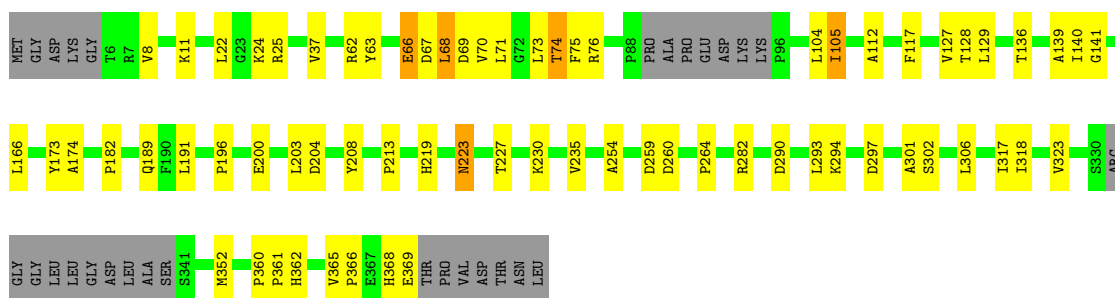 MET GLY ASP LYS GLY T6 R7 V8 K11 L22 G23 K24 R25 V37 R62 Y63 E66 D67 L68 D69 V70 L71 G72 L73 T74 F75 R76 P88 PRO ALA PRO GLU ASP LYS LYS P96 L104 I105 A112 F117 V127 T128 L129 T136 A139 I140 G141
L166 Y173 A174 P182 Q189 F190 L191 P196 E200 L203 D204 Y208 P213 H219 N223 T227 K230 V235 A254 D259 D260 P264 R282 D290 L293 K294 D297 A301 S302 L306 I317 I318 V323 S330 ARG
GLY GLY LEU LEU GLY ASP LEU ALA SER S341 M352 P360 P361 H362 V365 P366 E367 H368 E369 THR PRO VAL ASP THR ASN LEU